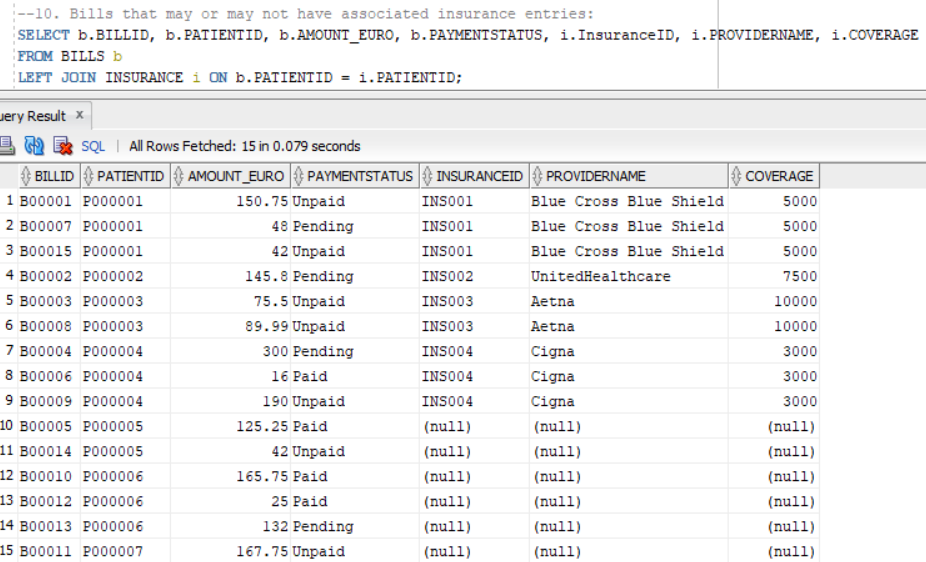 --10. Bills that may or may not have associated insurance entries:
SELECT b.BILLID, b.PATIENTID, b.AMOUNT_EURO, b.PAYMENTSTATUS, i.InsuranceID, i.PROVIDERNAME, i.COVERAGE
FROM BILLS b
LEFT JOIN INSURANCE i ON b.PATIENTID = i.PATIENTID;
uery Result x
SQL | All Rows Fetched: 15 in 0.079 seconds
BILLID PATIENTID AMOUNT_EURO PAYMENTSTATUS INSURANCEID PROVIDERNAME COVERAGE
1 B00001 P000001 150.75 Unpaid INS001 Blue Cross Blue Shield 5000
2 B00007 P000001 48 Pending INS001 Blue Cross Blue Shield 5000
3 B00015 P000001 42 Unpaid INS001 Blue Cross Blue Shield 5000
4 B00002 P000002 145.8 Pending INS002 UnitedHealthcare 7500
5 B00003 P000003 75.5 Unpaid INS003 Aetna 10000
6 B00008 P000003 89.99 Unpaid INS003 Aetna 10000
7 B00004 P000004 300 Pending INS004 Cigna 3000
8 B00006 P000004 16 Paid INS004 Cigna 3000
9 B00009 P000004 190 Unpaid INS004 Cigna 3000
10 B00005 P000005 125.25 Paid (null) (null) (null)
11 B00014 P000005 42 Unpaid (null) (null) (null)
12 B00010 P000006 165.75 Paid (null) (null) (null)
13 B00012 P000006 25 Paid (null) (null) (null)
14 B00013 P000006 132 Pending (null) (null) (null)
15 B00011 P000007 167.75 Unpaid (null) (null) (null)